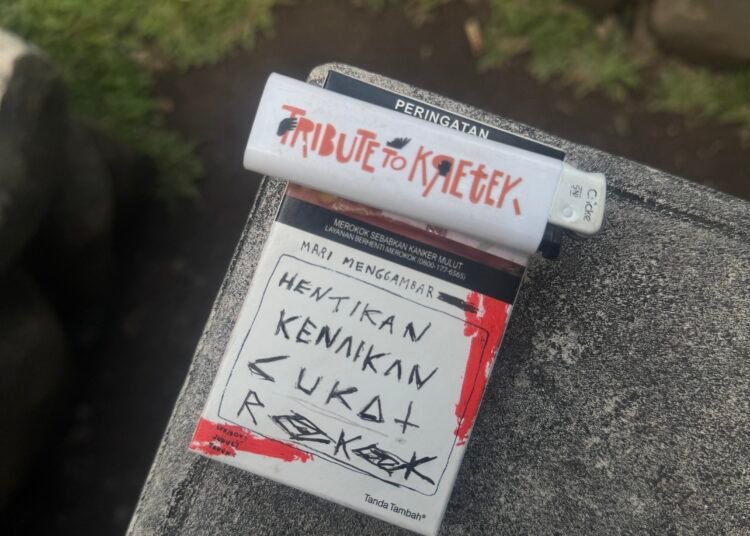 PERINGATAN
TRIBUTE TO KRETEK
Cricket
MEROKOK SEBABKAN KANKER MULUT
LAYANAN BERHENTI MEROKOK (0800-177-6565)
MARI MENGGAMBAR
HENTIKAN
KENAIKAN
CUKAI
ROKOK
Tanda Tambah®